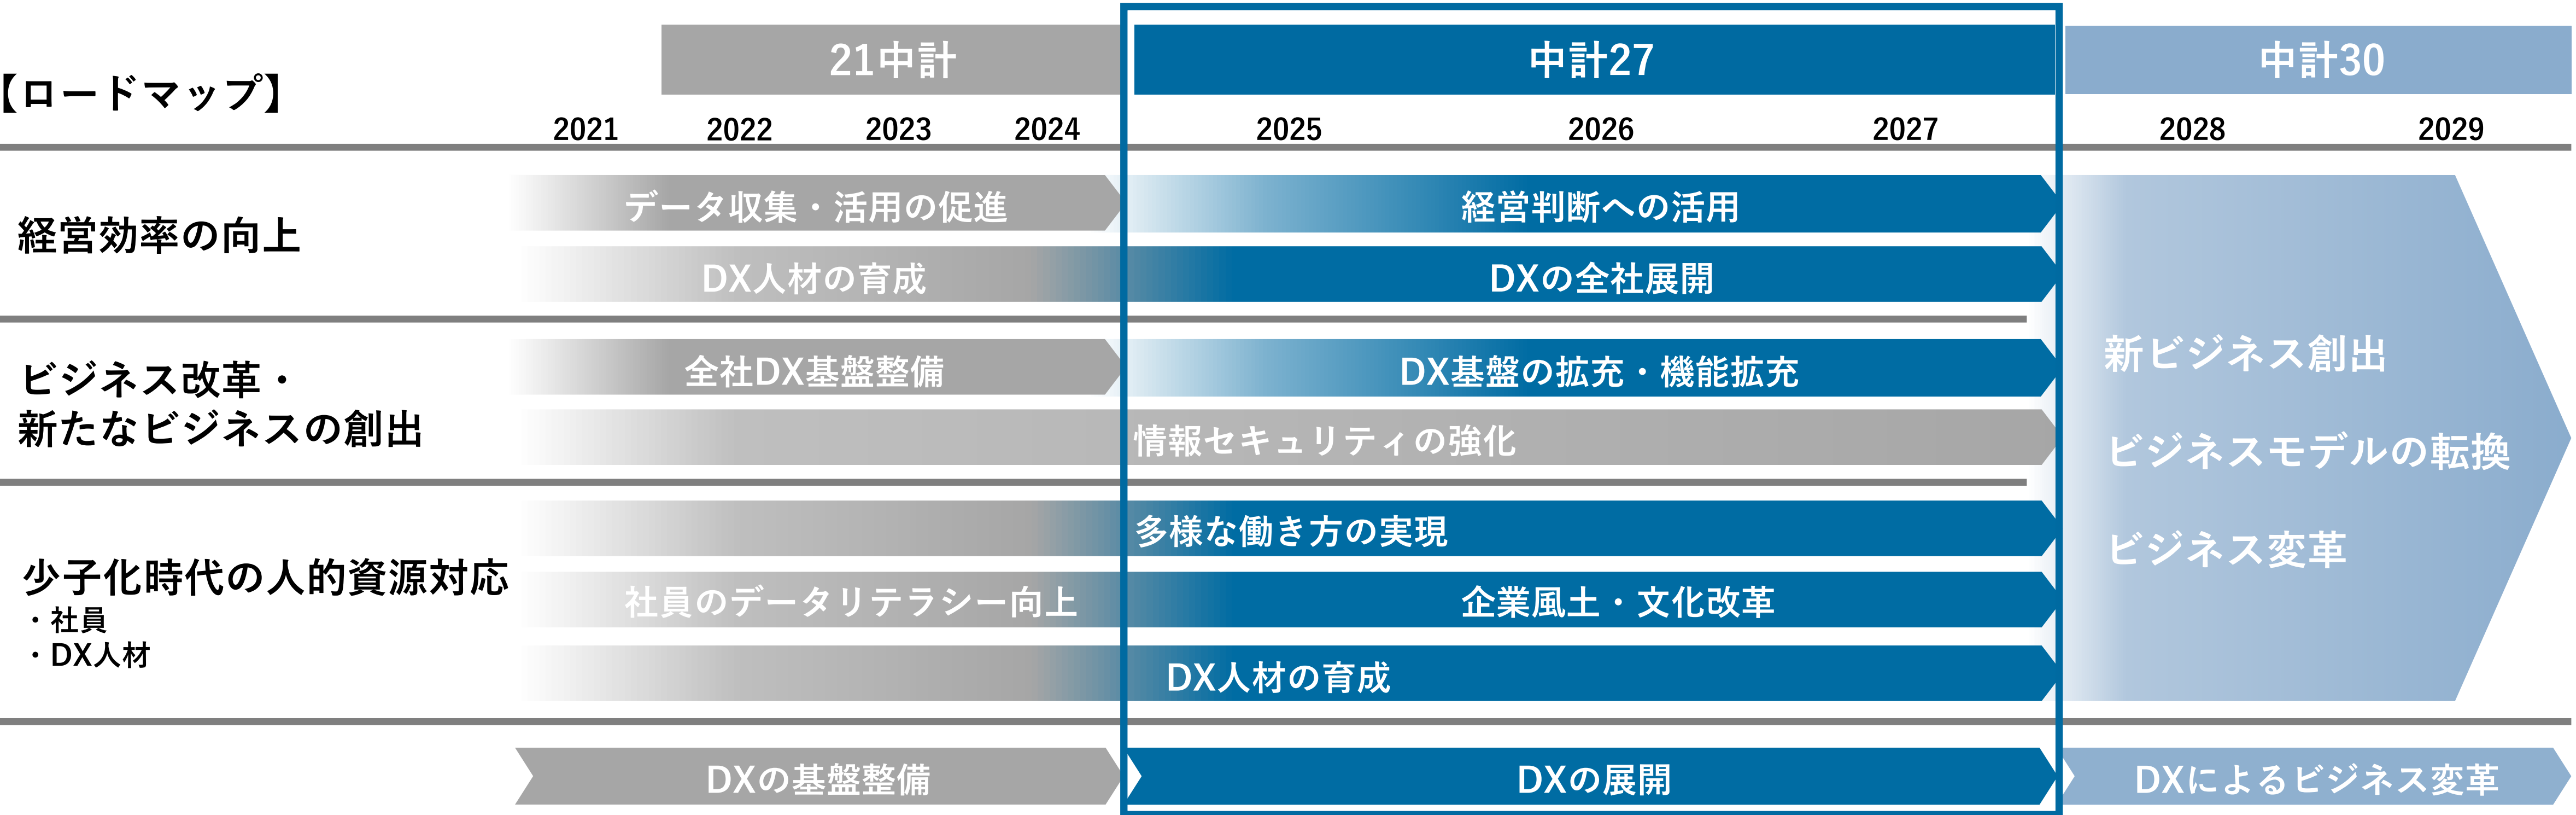 【ロードマップ】
21中計
中計27
中計30
2021
2022
2023
2024
2025
2026
2027
2028
2029
経営効率の向上
データ収集・活用の促進
経営判断への活用
DX人材の育成
DXの全社展開
ビジネス改革・
新たなビジネスの創出
全社DX基盤整備
DX基盤の拡充・機能拡充
情報セキュリティの強化
少子化時代の人的資源対応
・社員
・DX人材
多様な働き方の実現
社員のデータリテラシー向上
企業風土・文化改革
DX人材の育成
新ビジネス創出
ビジネスモデルの転換
ビジネス変革
DXの基盤整備
DXの展開
DXによるビジネス変革